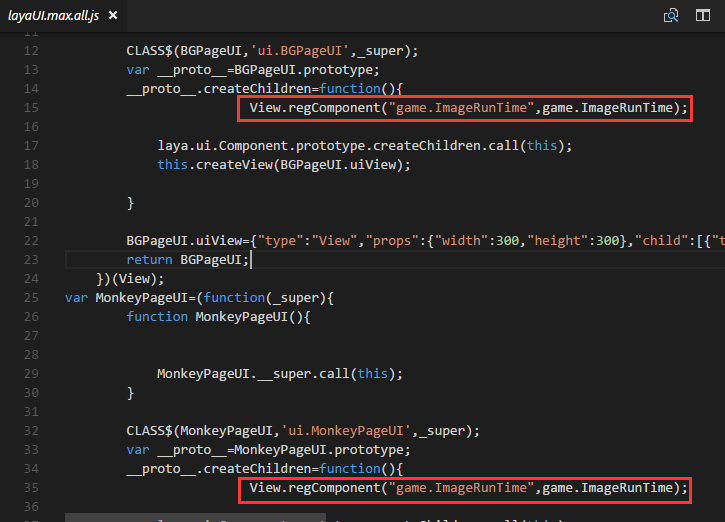 layaUI.max.all.js ×
12 CLASS$(BGPageUI,'ui.BGPageUI',_super);
13 var __proto__=BGPageUI.prototype;
14 __proto__.createChildren=function(){
15 View.regComponent("game.ImageRunTime",game.ImageRunTime);
16
17 laya.ui.Component.prototype.createChildren.call(this);
18 this.createView(BGPageUI.uiView);
19
20 }
21
22 BGPageUI.uiView={"type":"View","props":{"width":300,"height":300},"child":[{"t
23 return BGPageUI;
24 })(View);
25 var MonkeyPageUI=(function(_super){
26 function MonkeyPageUI(){
27
28
29 MonkeyPageUI.__super.call(this);
30 }
31
32 CLASS$(MonkeyPageUI,'ui.MonkeyPageUI',_super);
33 var __proto__=MonkeyPageUI.prototype;
34 __proto__.createChildren=function(){
35 View.regComponent("game.ImageRunTime",game.ImageRunTime);
36